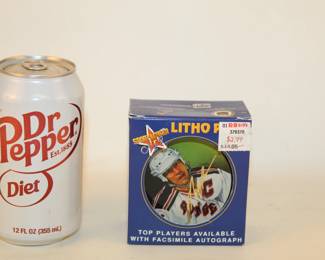 Dr
Pepper
Est. 1885
Diet
12 FL OZ (355 mL)
LITHO P
$2.99
C
TOP PLAYERS AVAILABLE
WITH FACSIMILE AUTOGRAPH